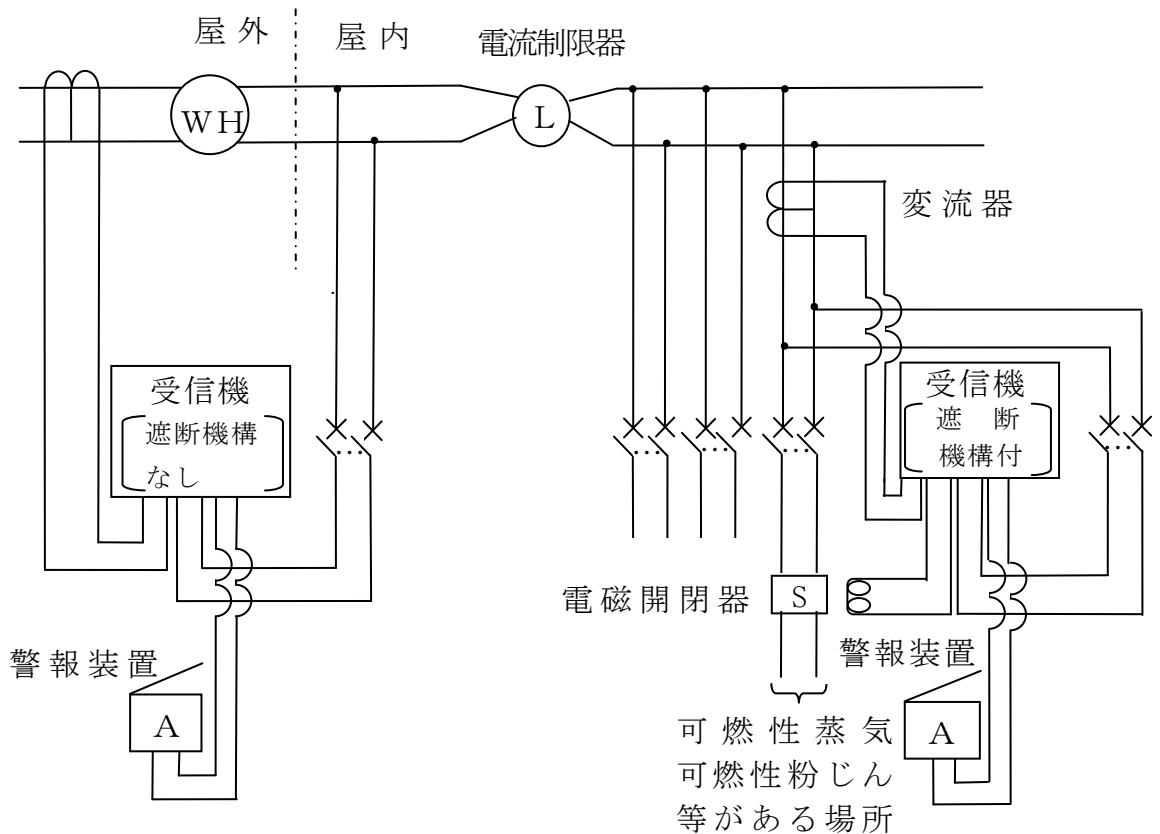 屋外
屋内
電流制限器
WH
L
変流器
受信機
遮断機構
なし
受信機
遮 断
機構付
電磁開閉器
S
警報装置
A
警報装置
A
可燃性蒸気
可燃性粉じん
等がある場所